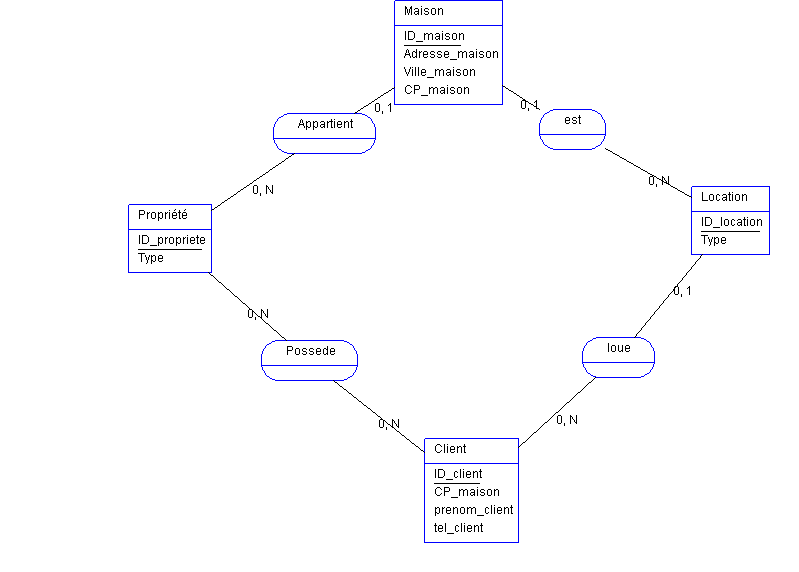 Maison
ID_maison
Adresse_maison
Ville_maison
CP_maison
0, 1
0, 1
Appartient
est
0, N
0, N
Propriété
ID_propriete
Type
Location
ID_location
Type
0, N
0, 1
Possede
loue
0, N
0, N
Client
ID_client
CP_maison
prenom_client
tel_client